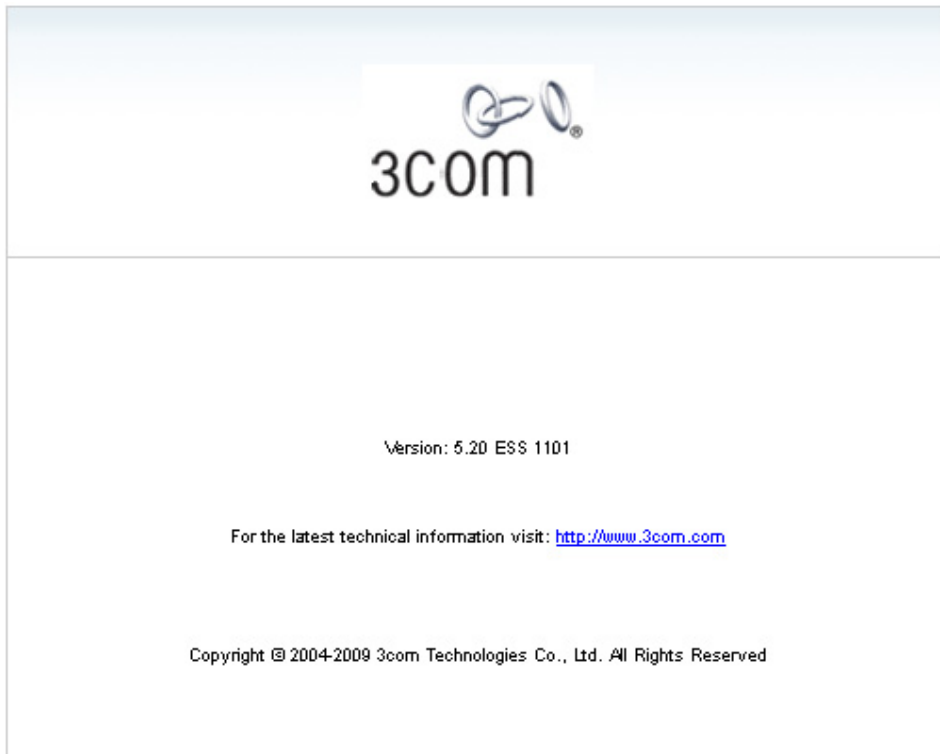 ®
3COM
Version: 5.20 ESS 1101
For the latest technical information visit: http://www.3com.com
Copyright © 2004-2009 3com Technologies Co., Ltd. All Rights Reserved